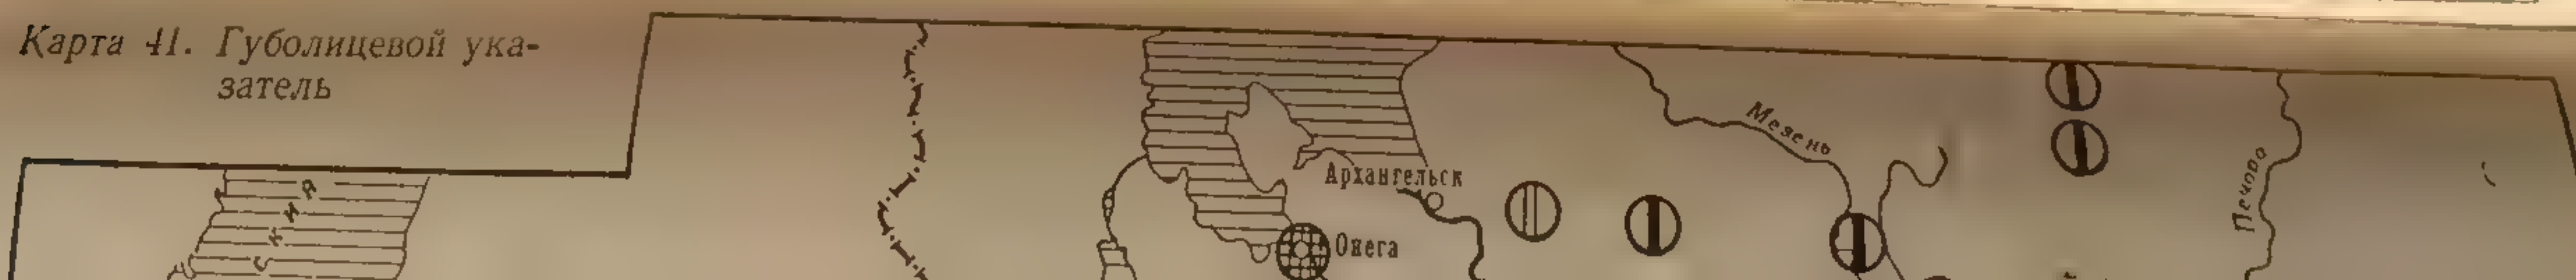 Карта 41. Губолицевой ука-
затель
Мезень
Архангельск
Печора
Онега